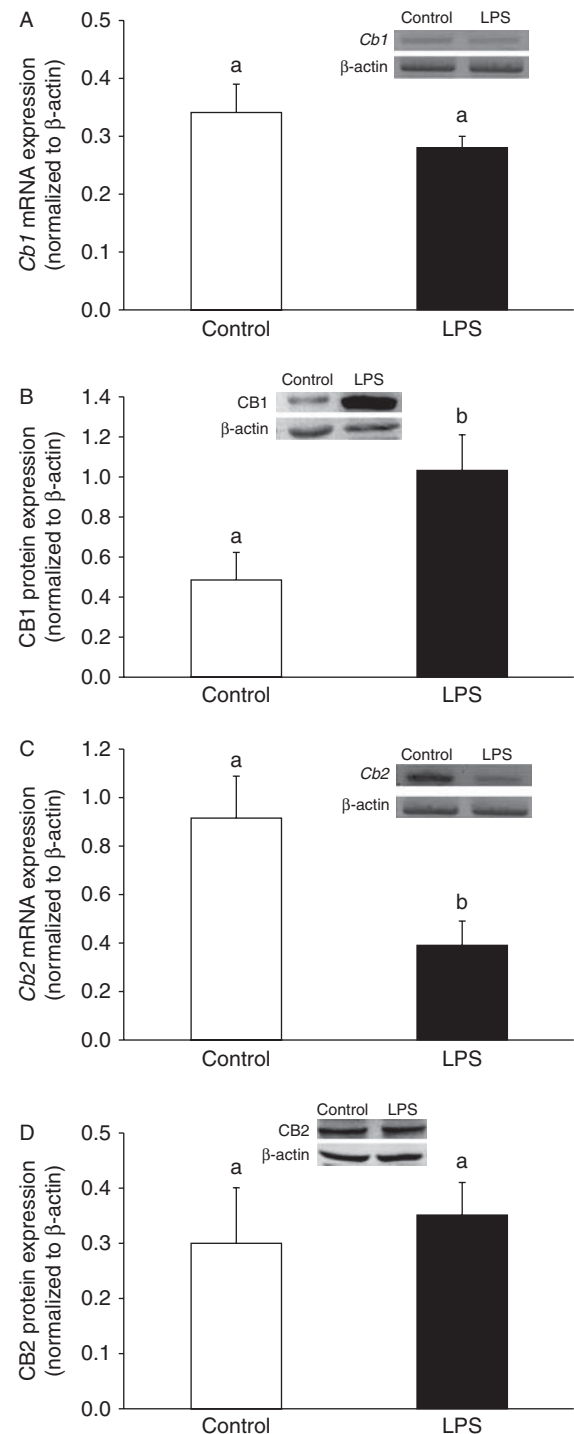 A
Control LPS
Cb1
β-actin
Cb1 mRNA expression
(normalized to β-actin)
0.5
0.4
0.3
0.2
0.1
0.0
a
a
Control
LPS
B
Control LPS
CB1
β-actin
CB1 protein expression
(normalized to β-actin)
1.4
1.2
1.0
0.8
0.6
0.4
0.2
0.0
a
b
Control
LPS
C
Control LPS
Cb2
β-actin
Cb2 mRNA expression
(normalized to β-actin)
1.2
1.0
0.8
0.6
0.4
0.2
0.0
a
b
Control
LPS
D
Control LPS
CB2
β-actin
CB2 protein expression
(normalized to β-actin)
0.5
0.4
0.3
0.2
0.1
0.0
a
a
Control
LPS